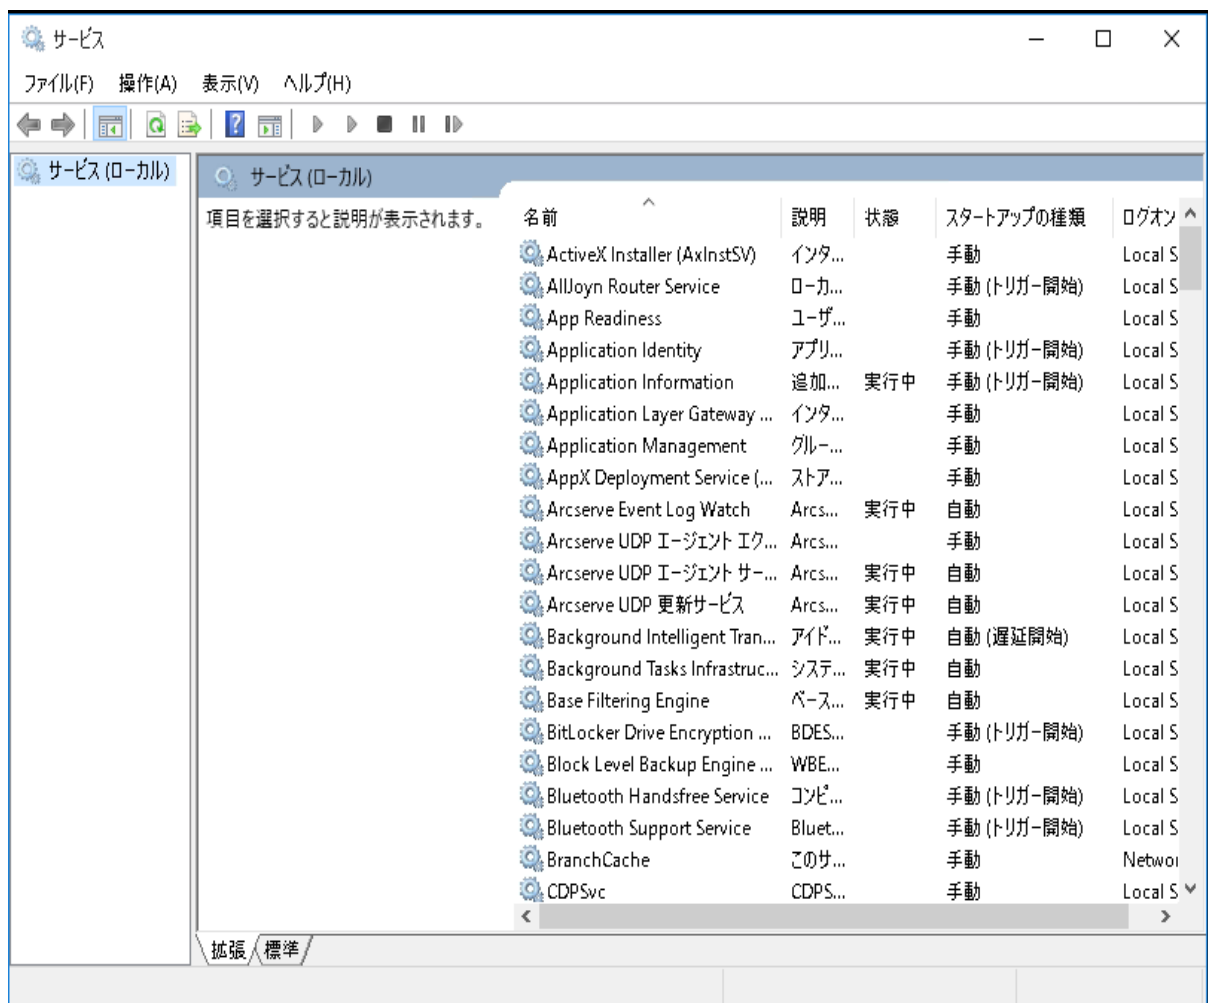 サービス
ファイル(F) 操作(A) 表示(V) ヘルプ(H)
サービス (ローカル)
サービス (ローカル)
項目を選択すると説明が表示されます。
名前 説明 状態 スタートアップの種類 ログオン
ActiveX Installer (AxInstSV) インタ... 手動 Local S
AllJoyn Router Service ローカ... 手動 (トリガー開始) Local S
App Readiness ユーザ... 手動 Local S
Application Identity アプリ... 手動 (トリガー開始) Local S
Application Information 追加... 実行中 手動 (トリガー開始) Local S
Application Layer Gateway ... インタ... 手動 Local S
Application Management グルー... 手動 Local S
AppX Deployment Service (... ストア... 手動 Local S
Arcserve Event Log Watch Arcs... 実行中 自動 Local S
Arcserve UDP エージェント エク... Arcs... 手動 Local S
Arcserve UDP エージェント サー... Arcs... 実行中 自動 Local S
Arcserve UDP 更新サービス Arcs... 実行中 自動 Local S
Background Intelligent Tran... アイド... 実行中 自動 (遅延開始) Local S
Background Tasks Infrastruc... システ... 実行中 自動 Local S
Base Filtering Engine ベース... 実行中 自動 Local S
BitLocker Drive Encryption ... BDES... 手動 (トリガー開始) Local S
Block Level Backup Engine ... WBE... 手動 Local S
Bluetooth Handsfree Service コンピ... 手動 (トリガー開始) Local S
Bluetooth Support Service Bluet... 手動 (トリガー開始) Local S
BranchCache このサ... 手動 Networ
CDPSvc CDPS... 手動 Local S
拡張 標準